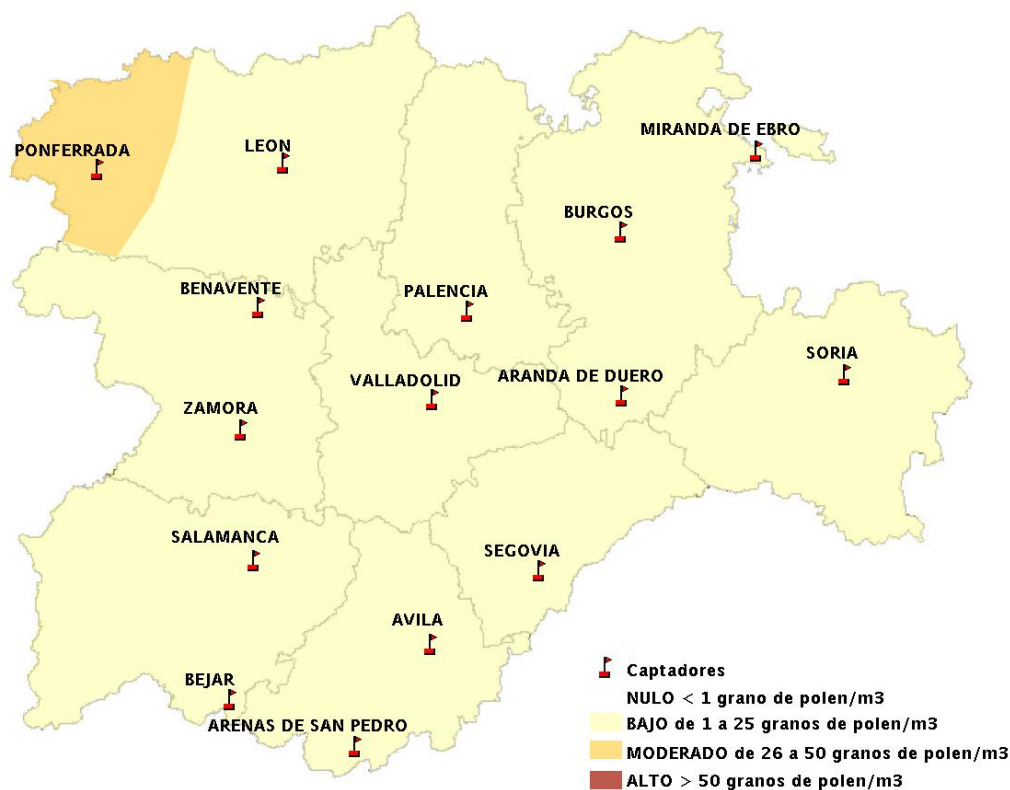 MIRANDA DE EBRO
PONFERRADA
LEON
BURGOS
BENAVENTE
PALENCIA
SORIA
VALLADOLID
ARANDA DE DUERO
ZAMORA
SALAMANCA
SEGOVIA
AVILA
BEJAR
ARENAS DE SAN PEDRO
Captadores
NULO < 1 grano de polen/m3
BAJO de 1 a 25 granos de polen/m3
MODERADO de 26 a 50 granos de polen/m3
ALTO > 50 granos de polen/m3